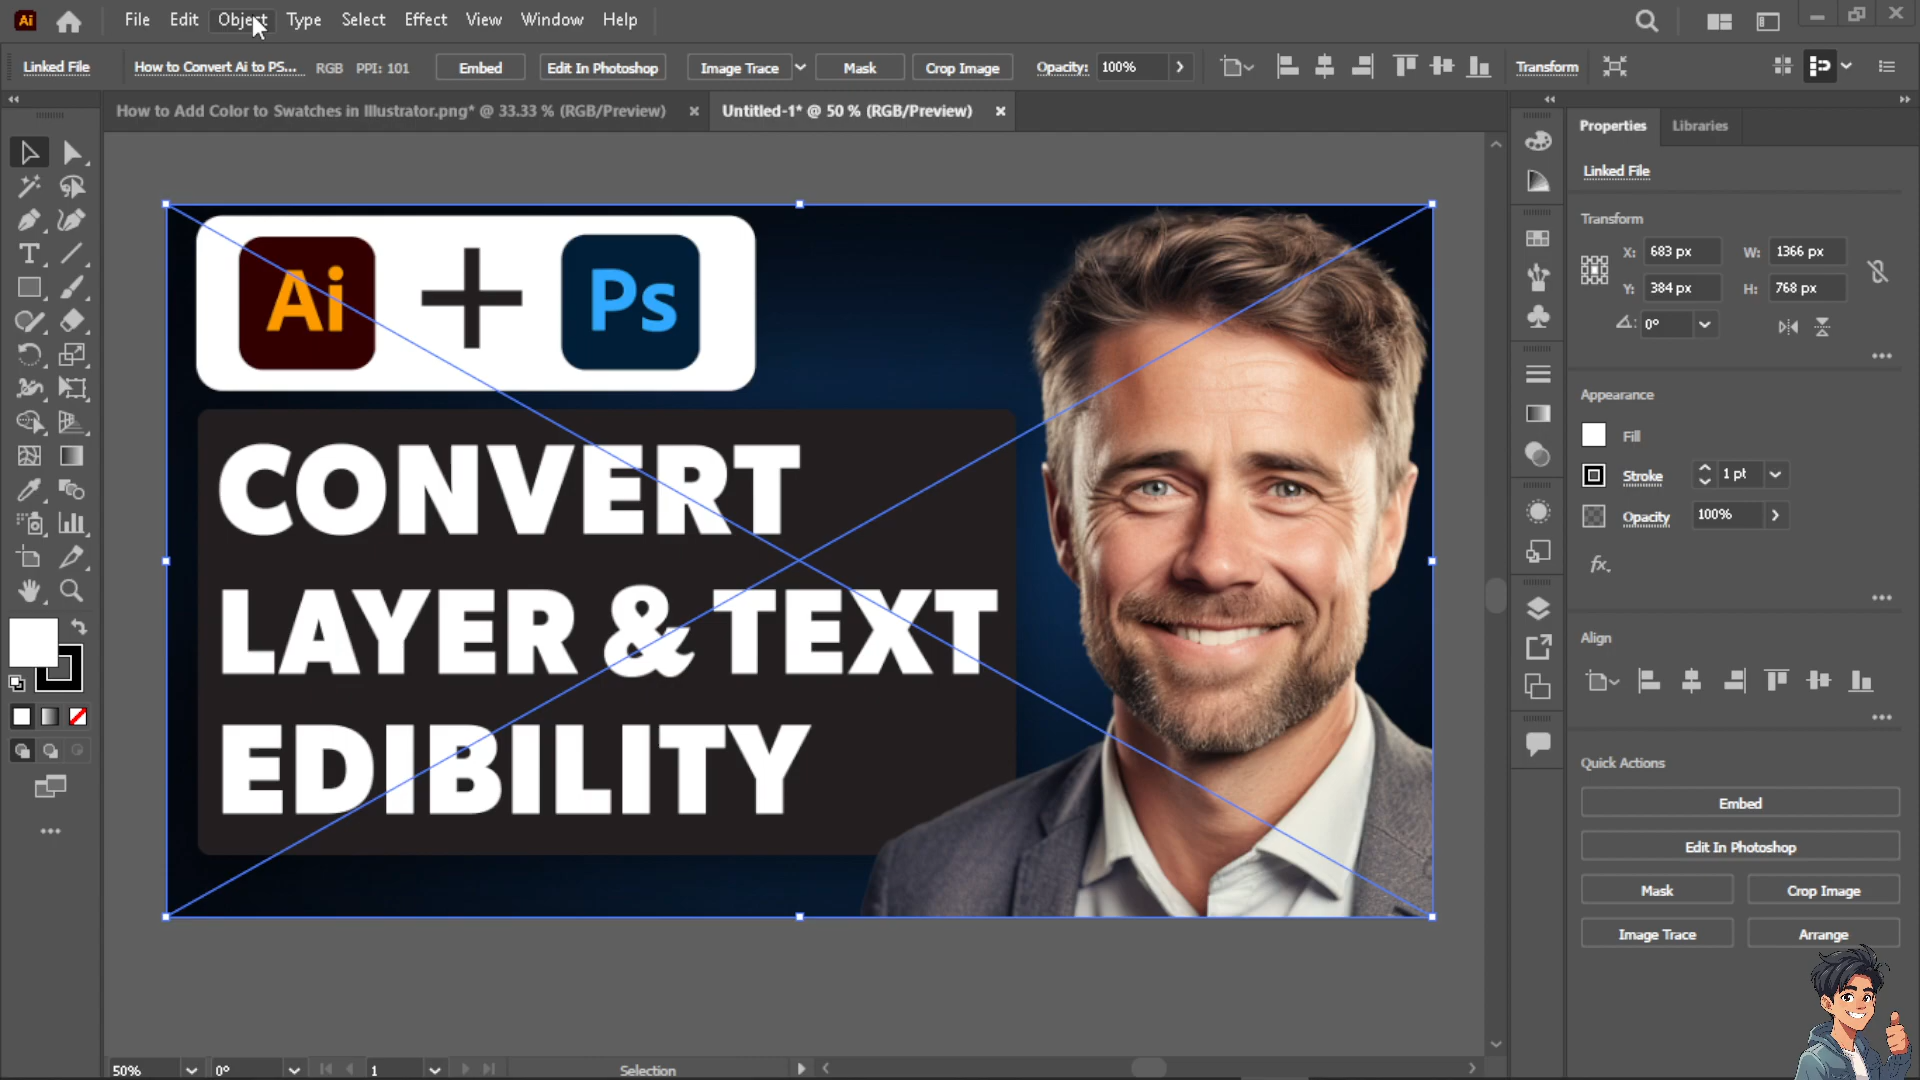 Ai File Edit Object Type Select Effect View Window Help
Linked File How to Convert Ai to PS... RGB PPI: 101 Embed Edit In Photoshop Image Trace Mask Crop Image Opacity: 100% Transform
How to Add Color to Swatches in Illustrator.png* @ 33.33 % (RGB/Preview) Untitled-1* @ 50 % (RGB/Preview)
Properties Libraries
Linked File
Transform
X: 683 px W: 1366 px
Y: 384 px H: 768 px
0°
Appearance
Fill
Stroke 1 pt
Opacity 100%
fx.
Align
Quick Actions
Embed
Edit In Photoshop
Mask Crop Image
Image Trace Arrange
Ai + Ps
CONVERT
LAYER & TEXT
EDIBILITY
50% 0° 1 Selection